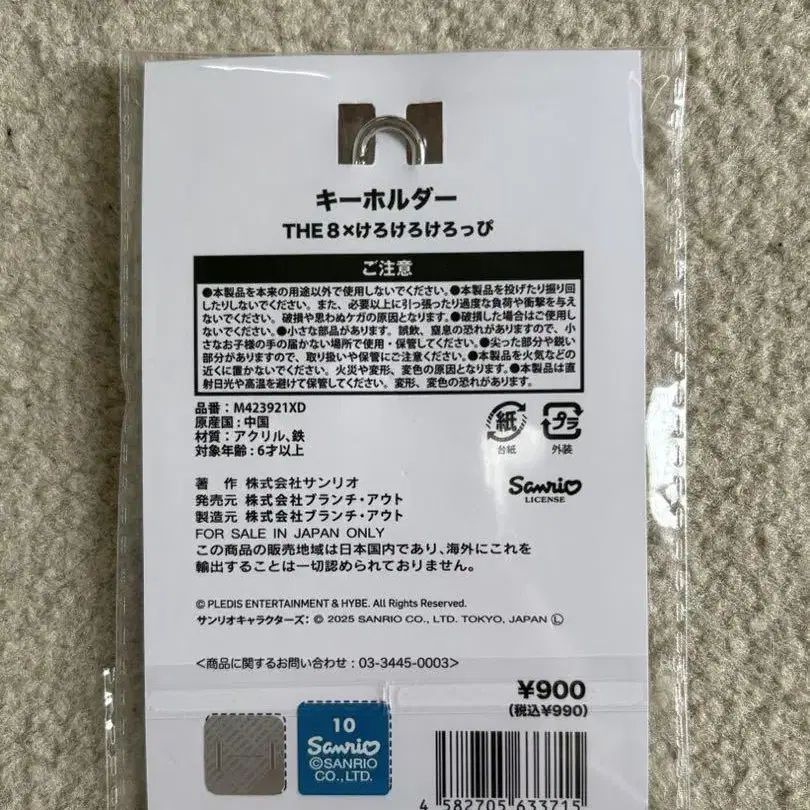 キーホルダー
THE 8×けろけろけろっぴ
ご注意
●本製品を本来の用途以外で使用しないでください。●本製品を投げたり振り回
したりしないでください。また、必要以上に引っ張ったり過度な負荷や衝撃を与え
ないでください。破損や思わぬケガの原因となります。●破損した場合はご使用し
ないでください。●小さな部品があります。誤飲、窒息の恐れがありますので、小
さなお子様の手の届かない場所で使用・保管してください。●尖った部分や鋭い
部分がありますので、取り扱いや保管にご注意ください。●本製品を火気などの
近くに置かないでください。火災や変形、変色の原因となります。●本製品は直
射日光や高温を避けて保管してください。変形、変色の恐れがあります。
品番：M423921XD
原産国：中国
材質：アクリル、鉄
対象年齢：6才以上
紙
台紙
プラ
外装
著　作 株式会社サンリオ
発売元 株式会社ブランチ・アウト
製造元 株式会社ブランチ・アウト
Sanrio
LICENSE
FOR SALE IN JAPAN ONLY
この商品の販売地域は日本国内であり、海外にこれを
輸出することは一切認められておりません。
© PLEDIS ENTERTAINMENT & HYBE. All Rights Reserved.
サンリオキャラクターズ：© 2025 SANRIO CO., LTD. TOKYO, JAPAN Ⓛ
<商品に関するお問い合わせ：03-3445-0003>
¥900
(税込¥990)
10
Sanrio
©SANRIO
CO., LTD.
4 582705 633715